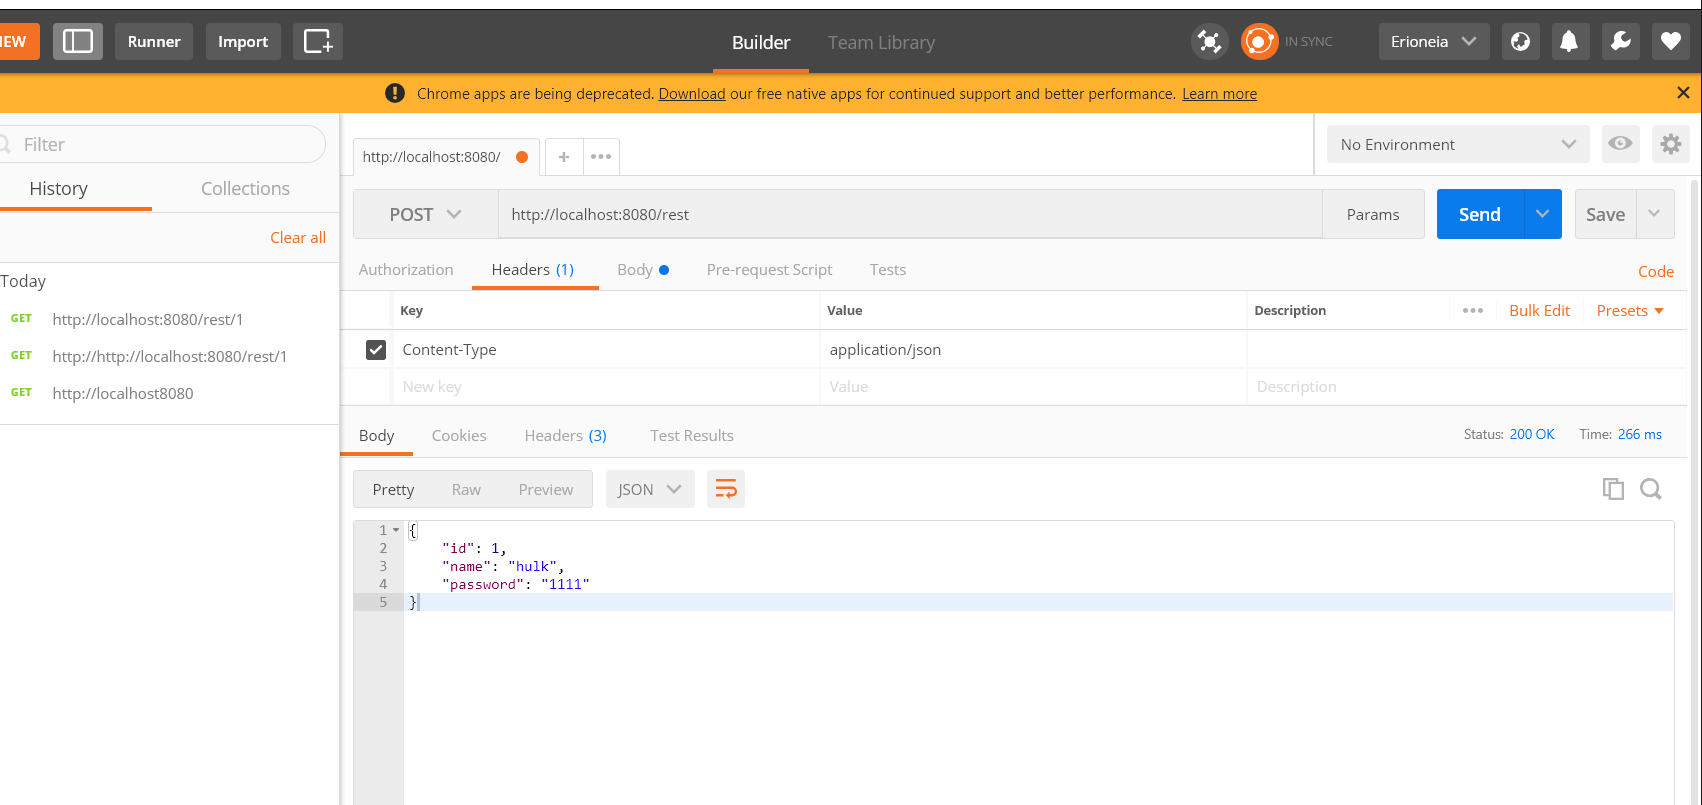 EW Runner Import Builder Team Library IN SYNC Erioneia
Chrome apps are being deprecated. Download our free native apps for continued support and better performance. Learn more
Filter
http://localhost:8080/ + ••• No Environment
History Collections
POST http://localhost:8080/rest Params Send Save
Clear all
Authorization Headers (1) Body Pre-request Script Tests Code
Today
Key Value Description ••• Bulk Edit Presets
GET http://localhost:8080/rest/1
Content-Type application/json
GET http://http://localhost:8080/rest/1
New key Value Description
GET http://localhost8080
Body Cookies Headers (3) Test Results Status: 200 OK Time: 266 ms
Pretty Raw Preview JSON
1 {
2 "id": 1,
3 "name": "hulk",
4 "password": "1111"
5 }